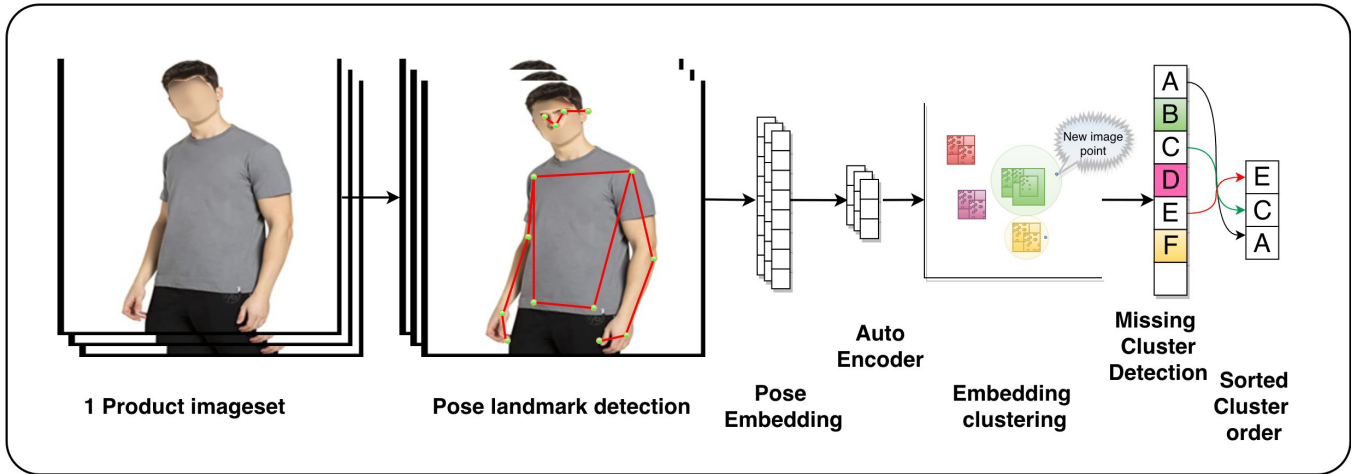 New image
point
A
B
C
D
E
F
E
C
A
1 Product imageset
Pose landmark detection
Pose
Embedding
Auto
Encoder
Embedding
clustering
Missing
Cluster
Detection
Sorted
Cluster
order